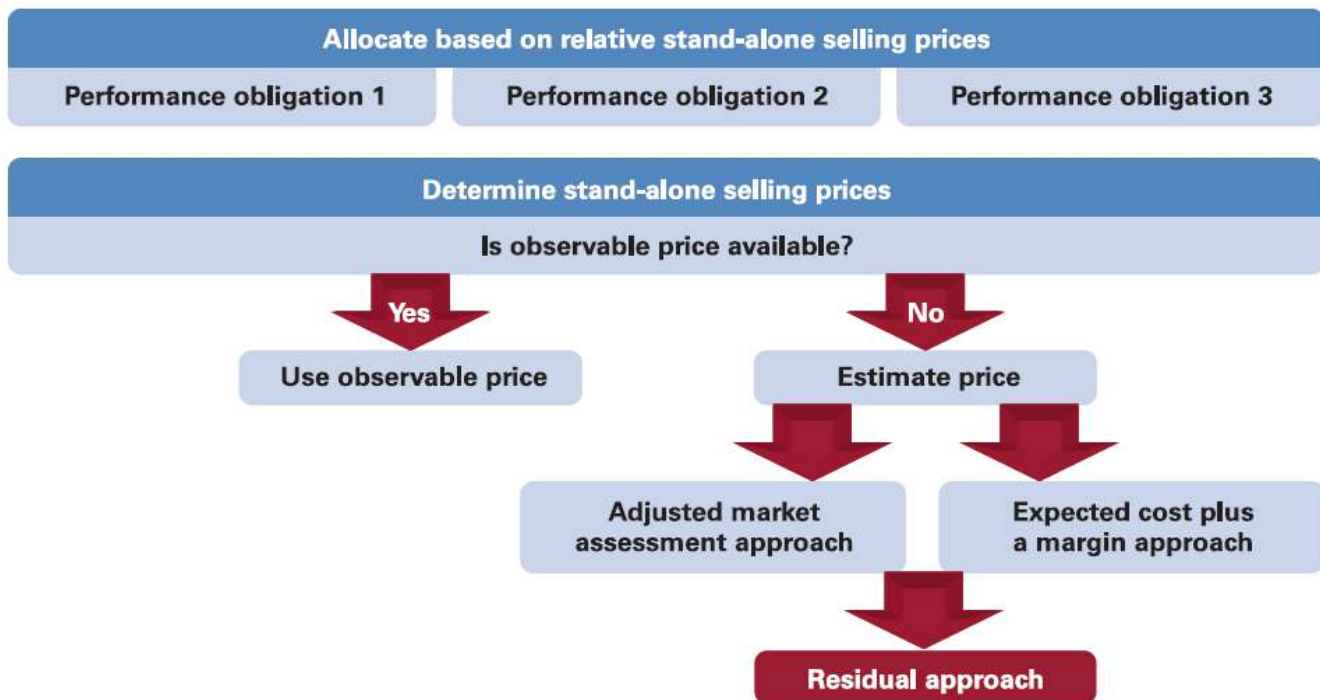 Allocate based on relative stand-alone selling prices
Performance obligation 1
Performance obligation 2
Performance obligation 3
Determine stand-alone selling prices
Is observable price available?
Yes
No
Use observable price
Estimate price
Adjusted market
assessment approach
Expected cost plus
a margin approach
Residual approach